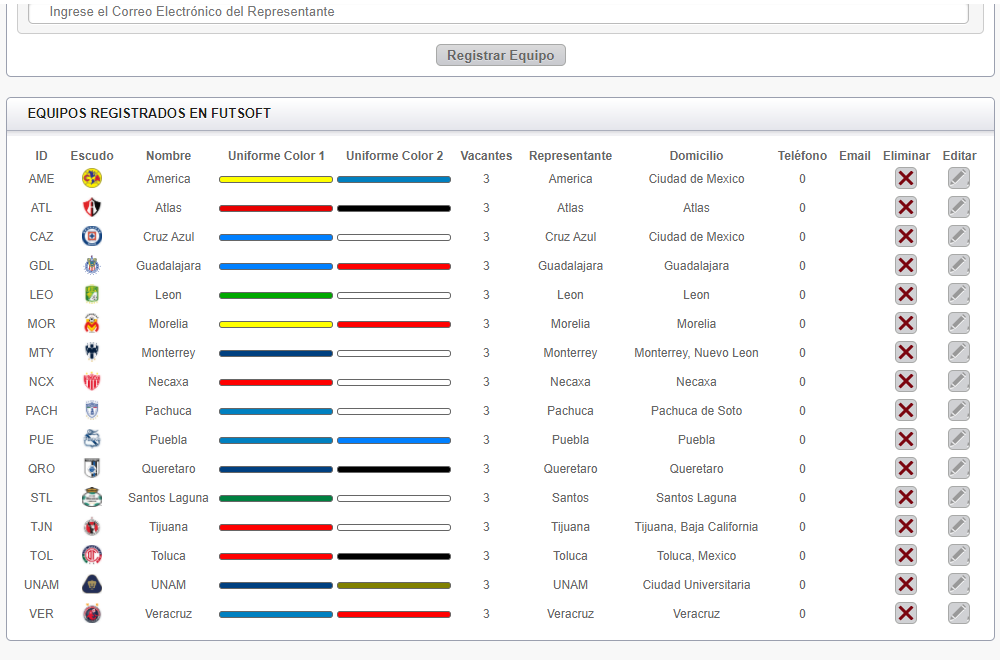 Ingrese el Correo Electrónico del Representante
Registrar Equipo
EQUIPOS REGISTRADOS EN FUTSOFT
ID Escudo Nombre Uniforme Color 1 Uniforme Color 2 Vacantes Representante Domicilio Teléfono Email Eliminar Editar
AME America 3 America Ciudad de Mexico 0
ATL Atlas 3 Atlas Atlas 0
CAZ Cruz Azul 3 Cruz Azul Ciudad de Mexico 0
GDL Guadalajara 3 Guadalajara Guadalajara 0
LEO Leon 3 Leon Leon 0
MOR Morelia 3 Morelia Morelia 0
MTY Monterrey 3 Monterrey Monterrey, Nuevo Leon 0
NCX Necaxa 3 Necaxa Necaxa 0
PACH Pachuca 3 Pachuca Pachuca de Soto 0
PUE Puebla 3 Puebla Puebla 0
QRO Queretaro 3 Queretaro Queretaro 0
STL Santos Laguna 3 Santos Santos Laguna 0
TJN Tijuana 3 Tijuana Tijuana, Baja California 0
TOL Toluca 3 Toluca Toluca, Mexico 0
UNAM UNAM 3 UNAM Ciudad Universitaria 0
VER Veracruz 3 Veracruz Veracruz 0